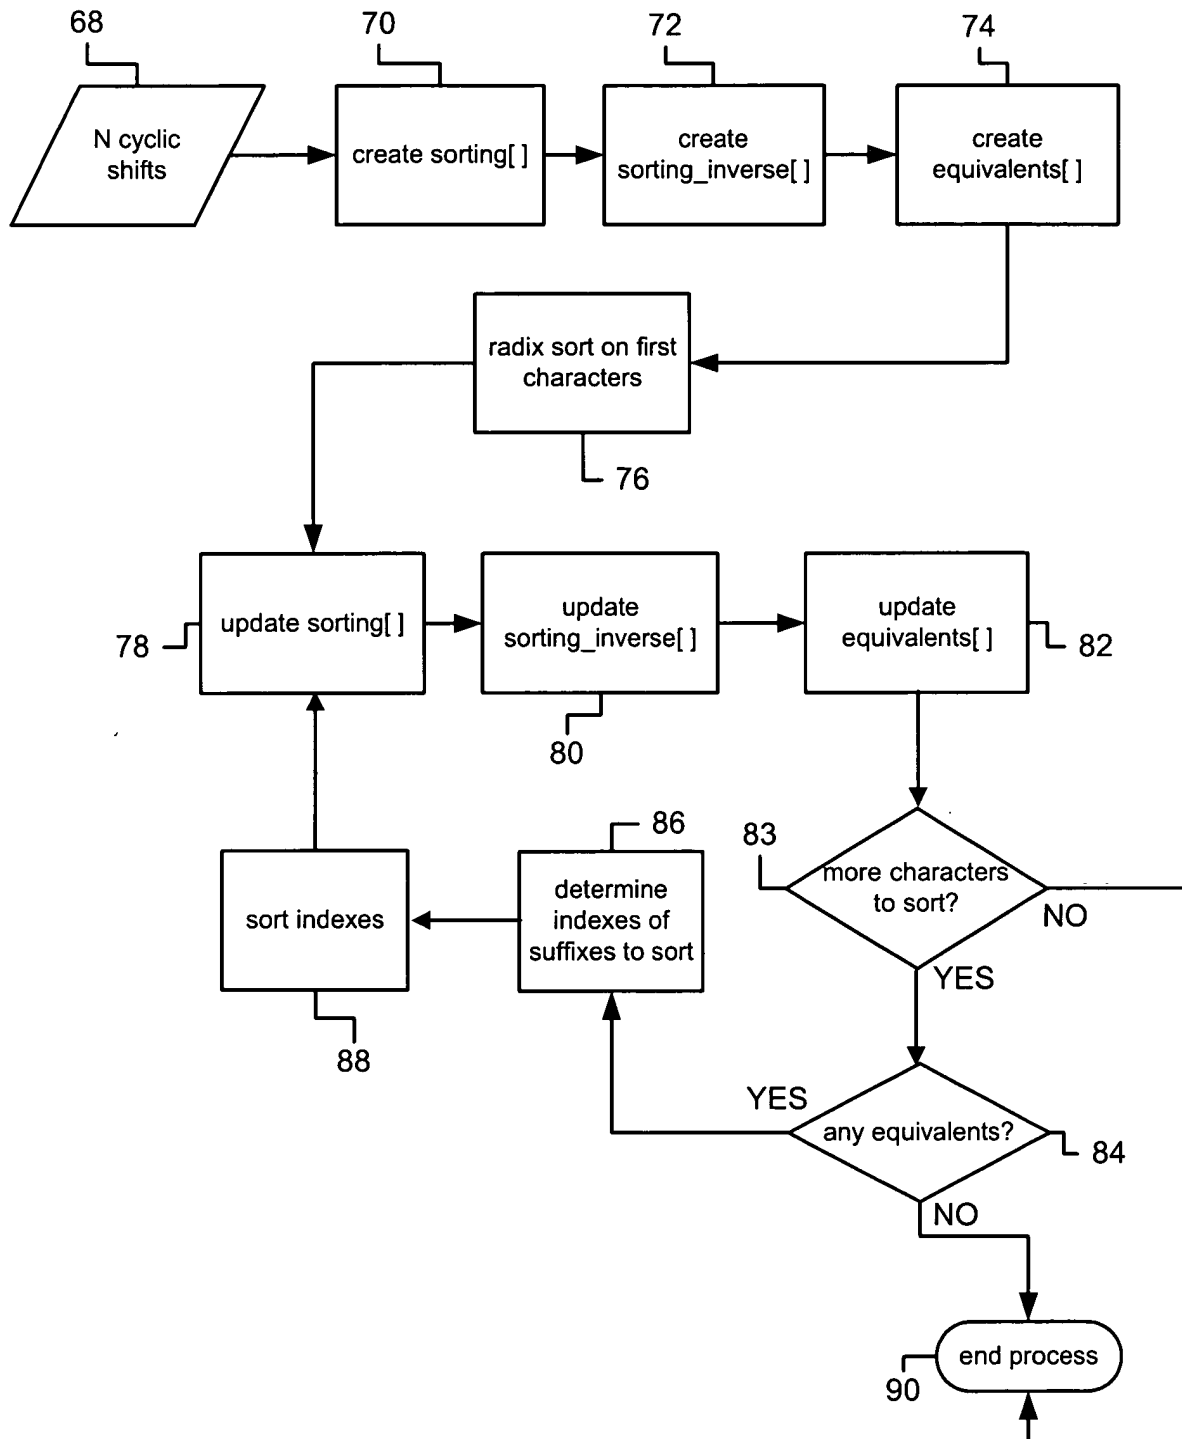 68
70
72
74
N cyclic
shifts
create sorting[ ]
create
sorting_inverse[ ]
create
equivalents[ ]
radix sort on first
characters
76
update sorting[ ]
update
sorting_inverse[ ]
update
equivalents[ ]
78
80
82
83
86
more characters
to sort?
NO
YES
determine
indexes of
suffixes to sort
sort indexes
88
YES
any equivalents?
84
NO
end process
90